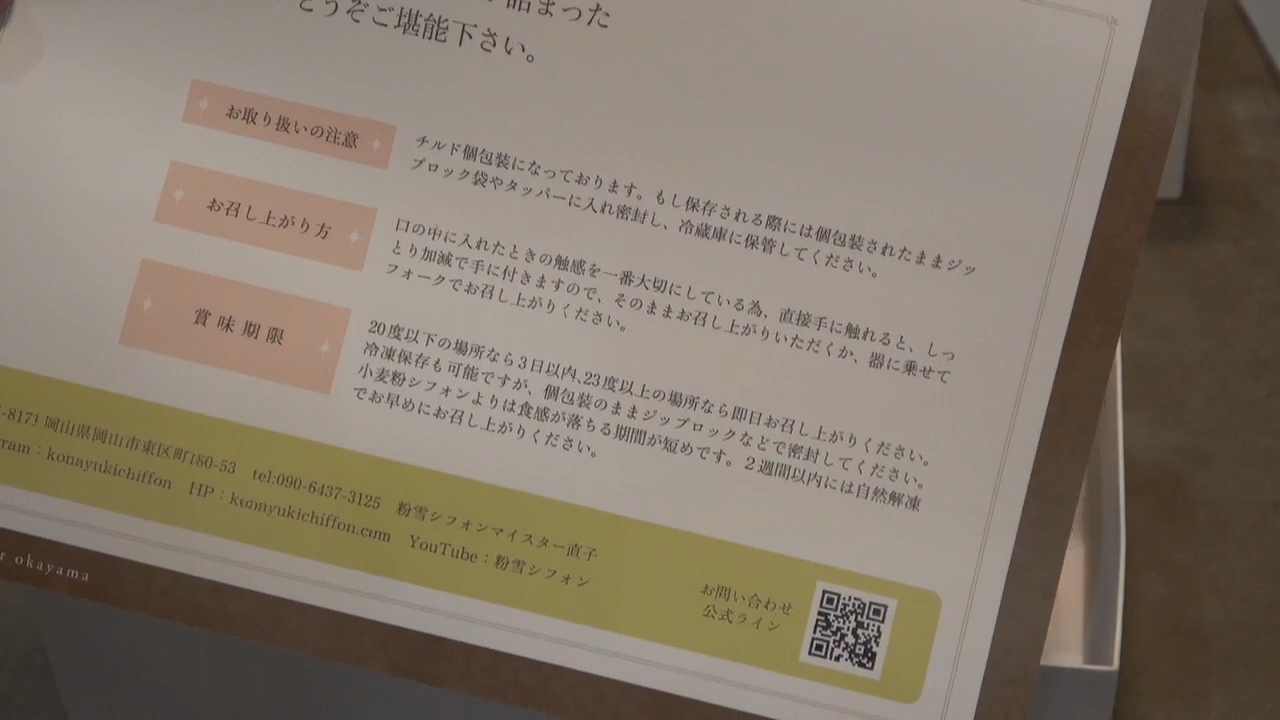 詰まった
どうぞご堪能下さい。
お取り扱いの注意
チルド個包装になっております。もし保存される際には個包装されたままジッ
プロック袋やタッパーに入れ密封し、冷蔵庫に保管してください。
お召し上がり方
口の中に入れたときの触感を一番大切にしている為、直接手に触れると、しっ
とり加減で手に付きますので、そのままお召し上がりいただくか、器に乗せて
フォークでお召し上がりください。
賞味期限
20度以下の場所なら3日以内、23度以上の場所なら即日お召し上がりください。
冷凍保存も可能ですが、個包装のままジップロックなどで密封してください。
小麦粉シフォンよりは食感が落ちる期間が短めです。2週間以内には自然解凍
でお早めにお召し上がりください。
-8171 岡山県岡山市東区町180-53 tel:090-6437-3125 粉雪シフォンマイスター直子
ram：konayukichiffon HP：konayukichiffon.com YouTube：粉雪シフォン
お問い合わせ
公式ライン
r okayama